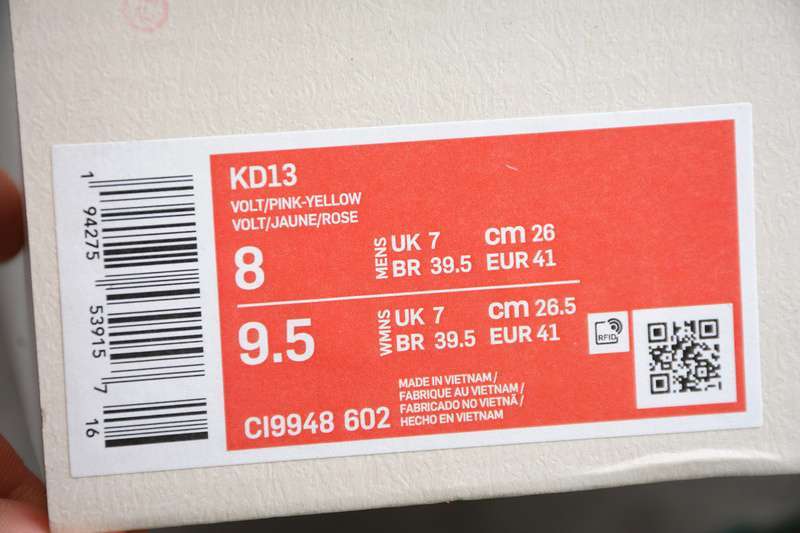 1
94275
53915
7
16
KD13
VOLT/PINK-YELLOW
VOLT/JAUNE/ROSE
8
MENS
UK 7
cm 26
BR 39.5
EUR 41
9.5
WMNS
UK 7
cm 26.5
BR 39.5
EUR 41
RFID
CI9948 602
MADE IN VIETNAM /
FABRIQUE AU VIETNAM /
FABRICADO NO VIETNÃ /
HECHO EN VIETNAM